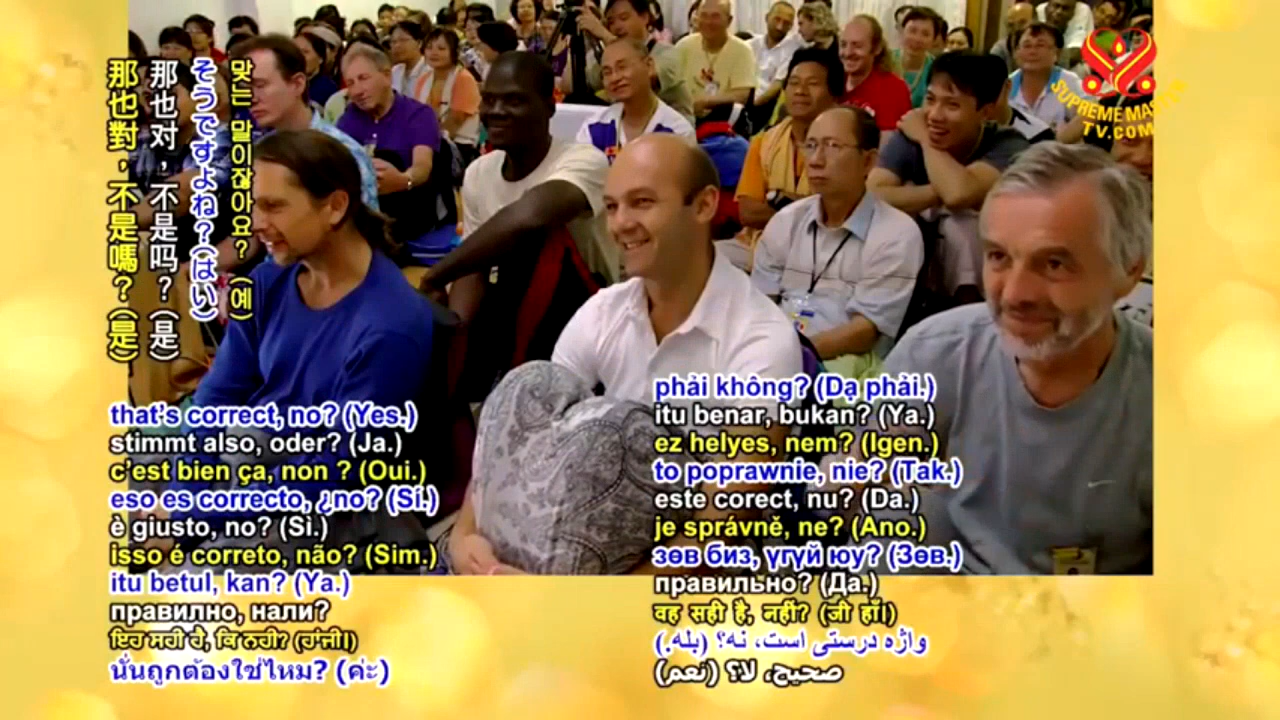 那也對，不是嗎？(是)
那也对，不是吗？(是)
そうですよね？(はい)
맞는 말이잖아요? (예)
SUPREME MASTER
TV.COM
that's correct, no? (Yes.)
stimmt also, oder? (Ja.)
c'est bien ça, non ? (Oui.)
eso es correcto, ¿no? (Sí.)
è giusto, no? (Sì.)
isso é correto, não? (Sim.)
itu betul, kan? (Ya.)
правилно, нали?
ਇਹ ਸਹੀ ਹੈ, ਕਿ ਨਹੀ? (ਹਾਂਜੀ।)
นั่นถูกต้องใช่ไหม? (ค่ะ)
phải không? (Dạ phải.)
itu benar, bukan? (Ya.)
ez helyes, nem? (Igen.)
to poprawnie, nie? (Tak.)
este corect, nu? (Da.)
je správně, ne? (Ano.)
зөв биз, үгүй юу? (Зөв.)
правильно? (Да.)
वह सही है, नहीं? (जी हाँ।)
واژه درستی است، نه؟ (بله.)
صحيح، لا؟ (نعم)